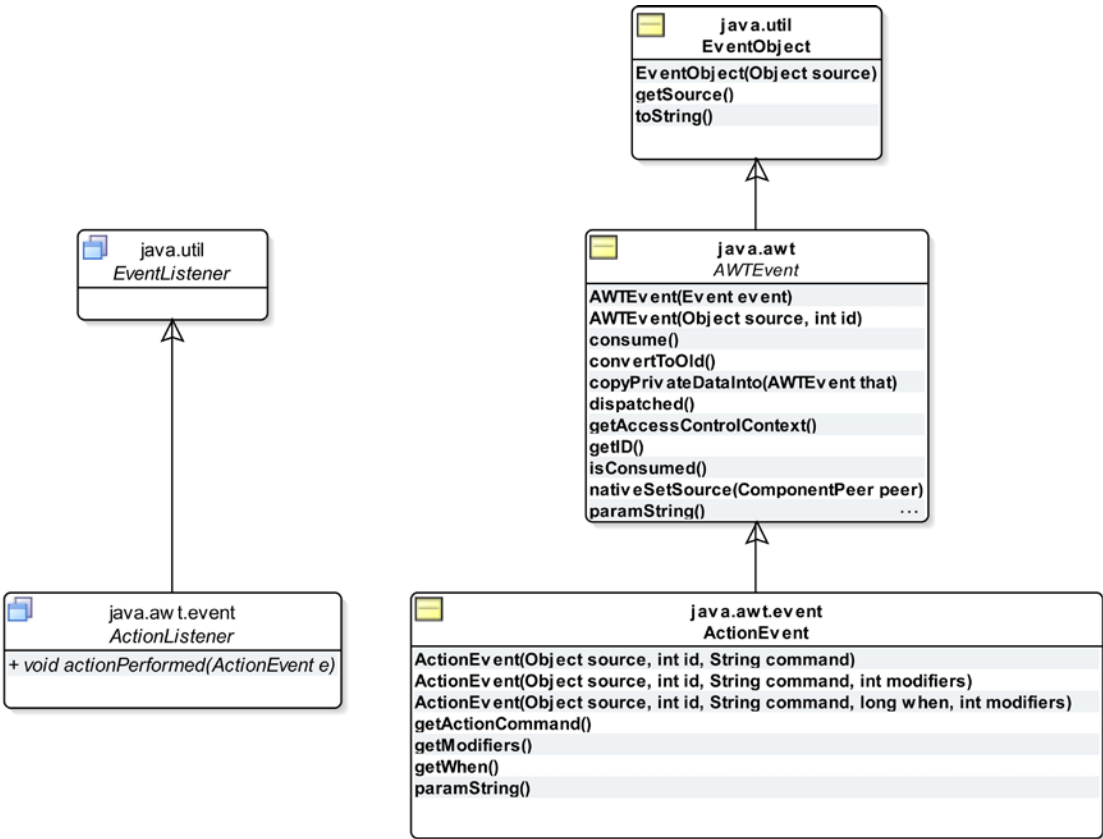 java.util
EventObject
EventObject(Object source)
getSource()
toString()
java.util
EventListener
java.awt
AWTEvent
AWTEvent(Event event)
AWTEvent(Object source, int id)
consume()
convertToOld()
copyPrivateDataInto(AWTEvent that)
dispatched()
getAccessControlContext()
getID()
isConsumed()
nativeSetSource(ComponentPeer peer)
paramString() ...
java.awt.event
ActionListener
+ void actionPerformed(ActionEvent e)
java.awt.event
ActionEvent
ActionEvent(Object source, int id, String command)
ActionEvent(Object source, int id, String command, int modifiers)
ActionEvent(Object source, int id, String command, long when, int modifiers)
getActionCommand()
getModifiers()
getWhen()
paramString()